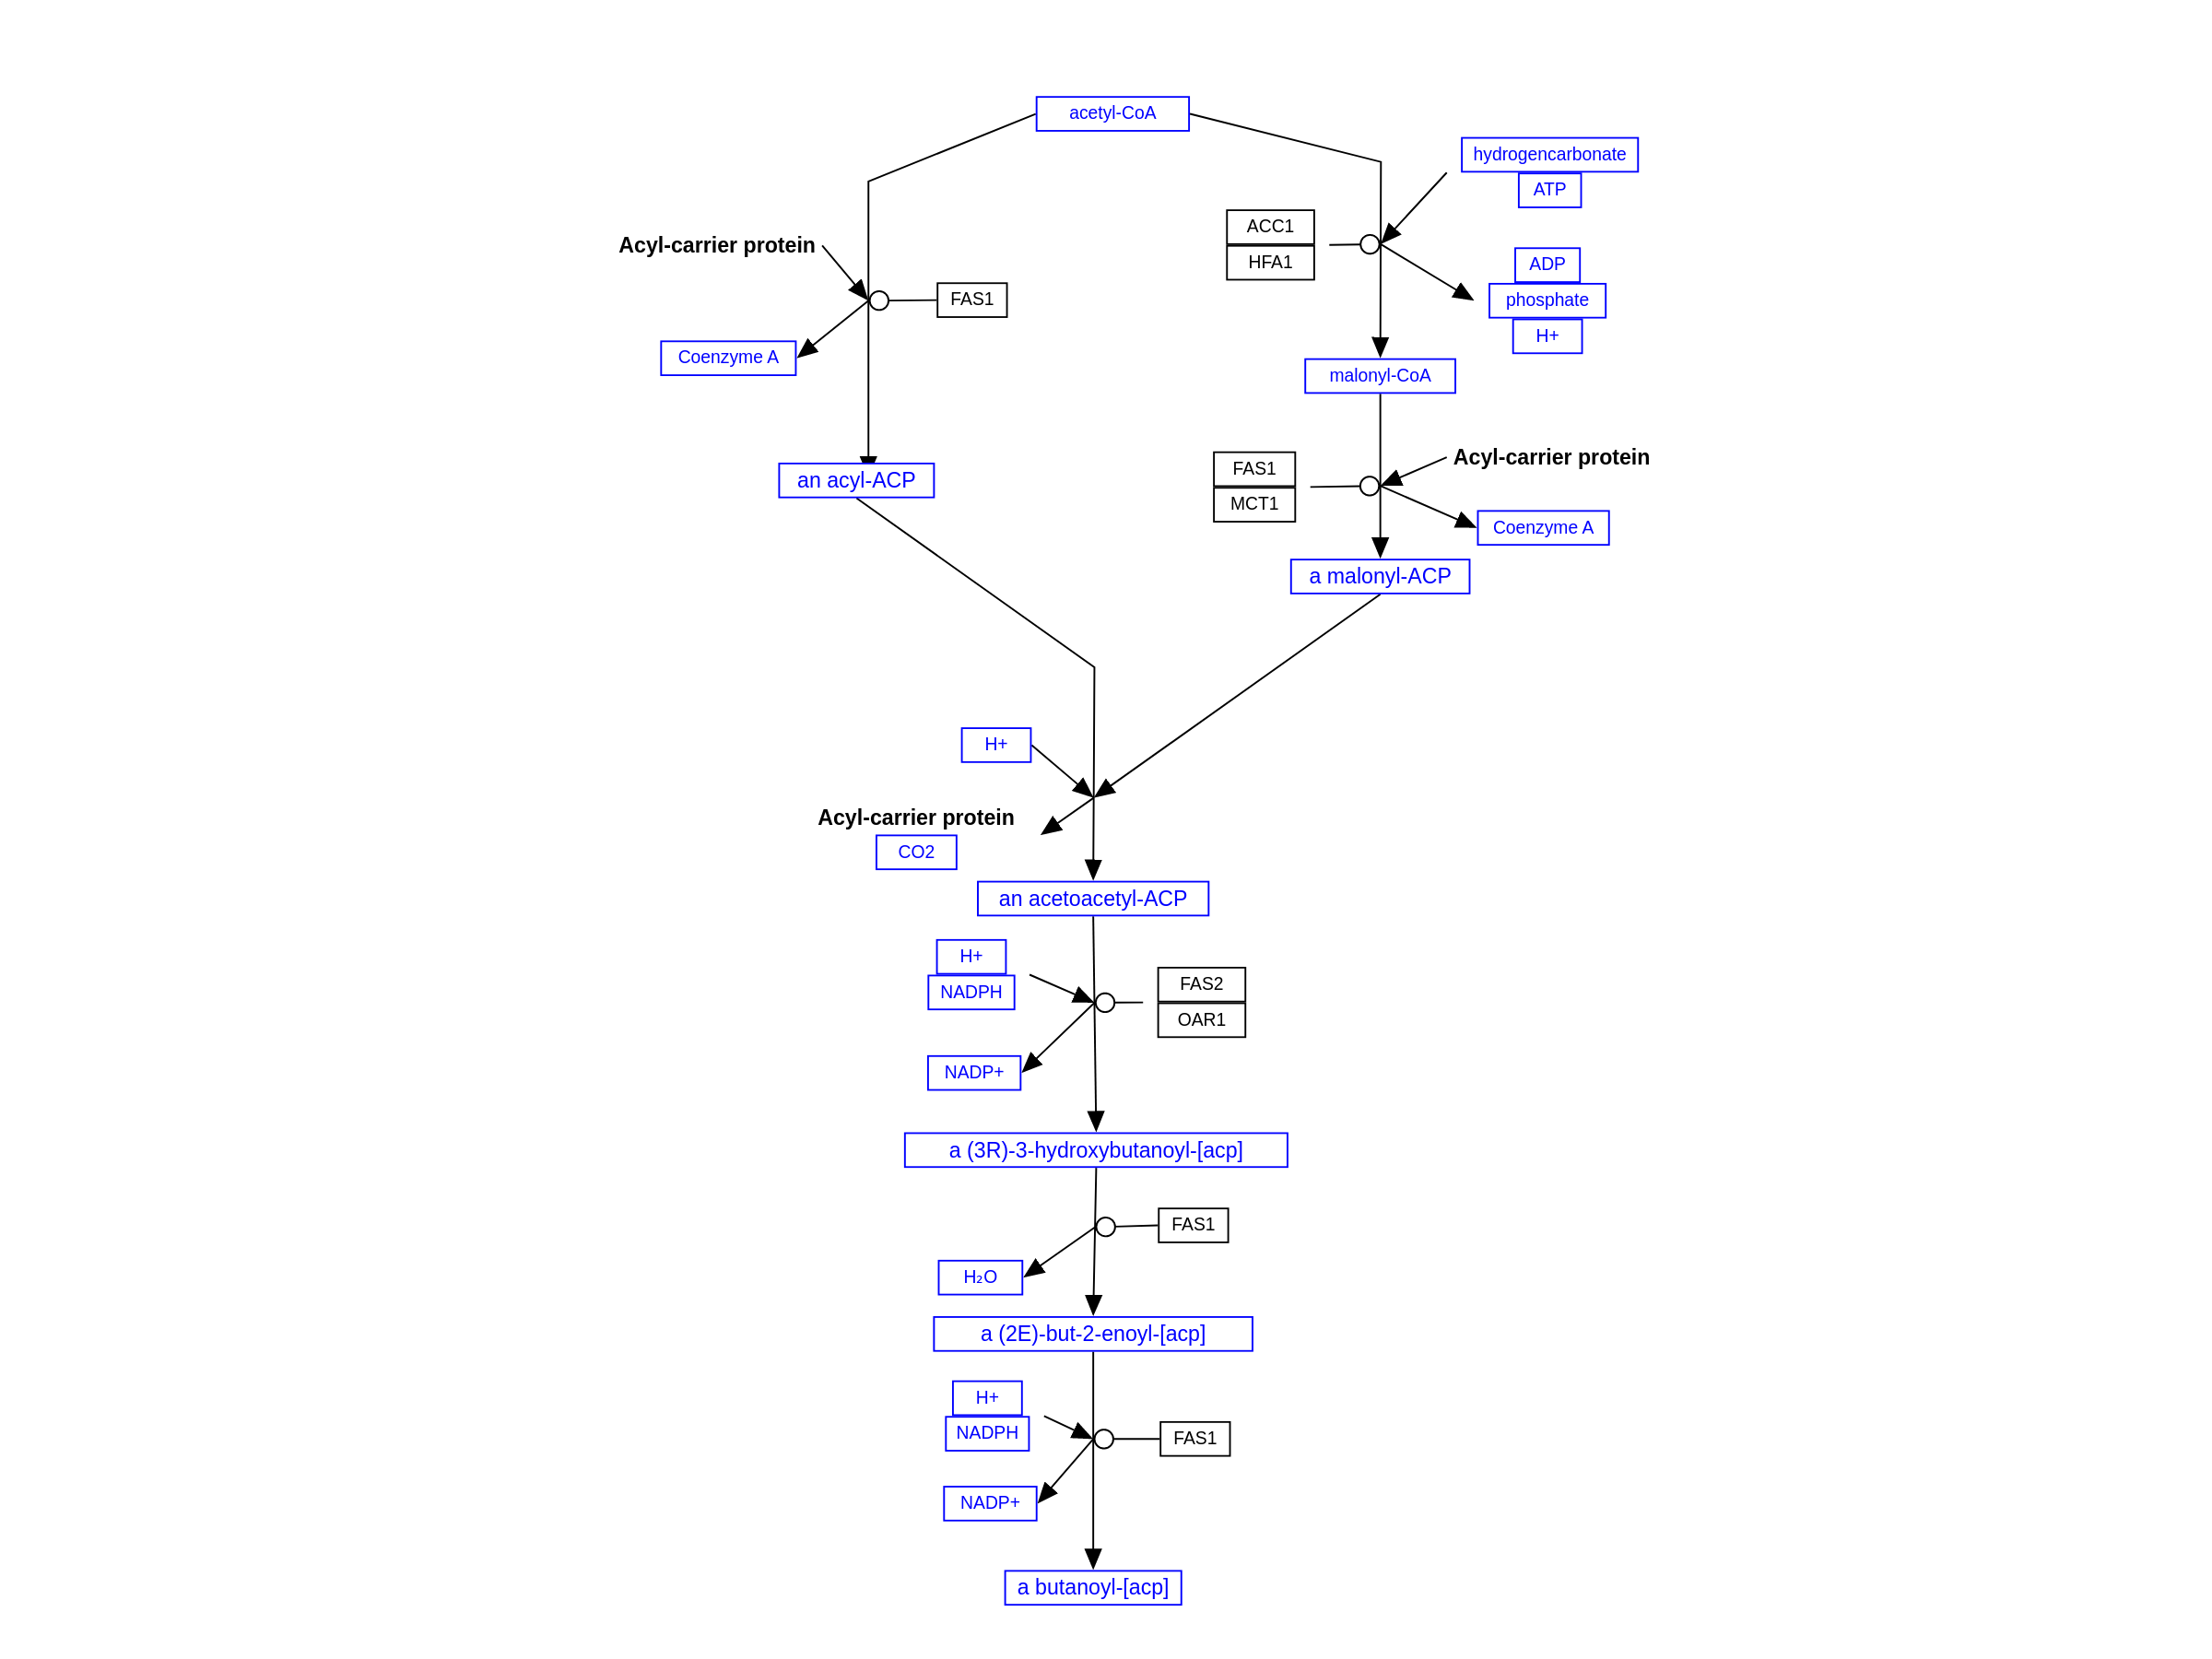 acetyl-CoA
hydrogencarbonate
ATP
ACC1
HFA1
Acyl-carrier protein
ADP
phosphate
H+
FAS1
Coenzyme A
malonyl-CoA
Acyl-carrier protein
FAS1
MCT1
an acyl-ACP
Coenzyme A
a malonyl-ACP
H+
Acyl-carrier protein
CO2
an acetoacetyl-ACP
H+
NADPH
FAS2
OAR1
NADP+
a (3R)-3-hydroxybutanoyl-[acp]
FAS1
H₂O
a (2E)-but-2-enoyl-[acp]
H+
NADPH
FAS1
NADP+
a butanoyl-[acp]